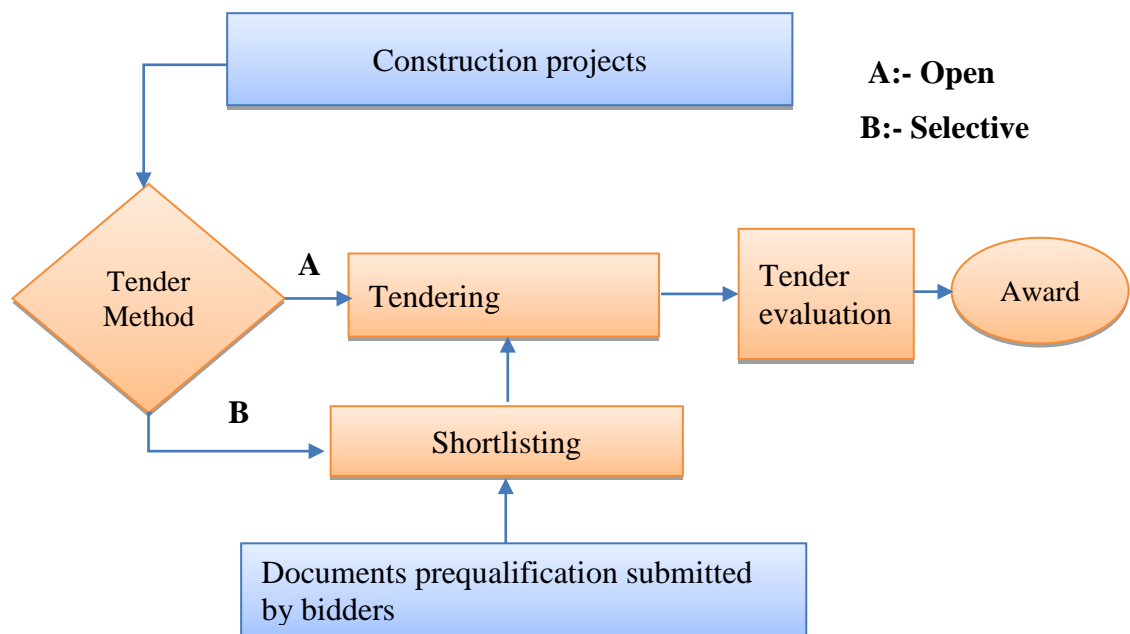 Construction projects
A:- Open
B:- Selective
Tender
Method
A
Tendering
Tender
evaluation
Award
B
Shortlisting
Documents prequalification submitted
by bidders